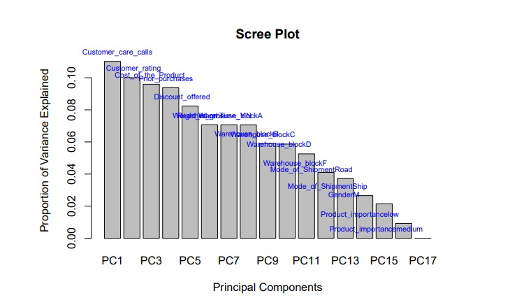 Scree Plot
Customer_care_calls
Customer_rating
Cost_of_the_Product
Prior_purchases
Discount_offered
Warehouse_blockC
Warehouse_blockD
Warehouse_blockF
Mode_of_ShipmentRoad
Mode_of_ShipmentShip
GenderM
Product_importancelow
Product_importancemedium
Proportion of Variance Explained
0.00 0.02 0.04 0.06 0.08 0.10
PC1 PC3 PC5 PC7 PC9 PC11 PC13 PC15 PC17
Principal Components